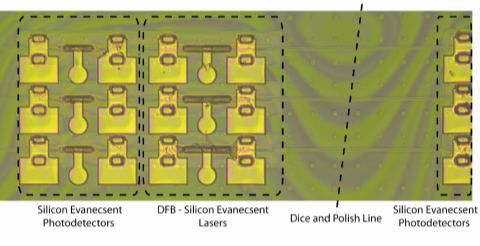 Silicon Evanecsent
Photodetectors
DFB - Silicon Evanecsent
Lasers
Dice and Polish Line
Silicon Evanecsent
Photodetectors